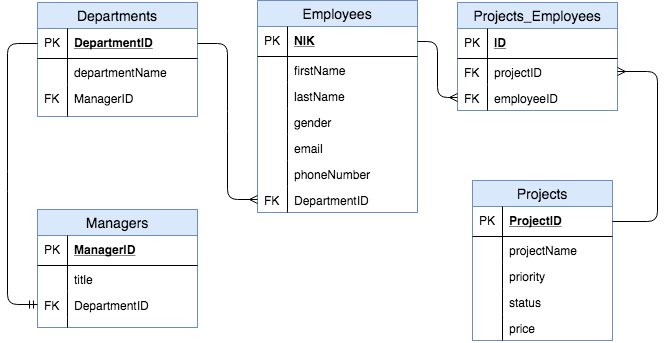 Departments
PK DepartmentID
departmentName
FK ManagerID
Employees
PK NIK
firstName
lastName
gender
email
phoneNumber
FK DepartmentID
Projects_Employees
PK ID
FK projectID
FK employeeID
Managers
PK ManagerID
title
FK DepartmentID
Projects
PK ProjectID
projectName
priority
status
price